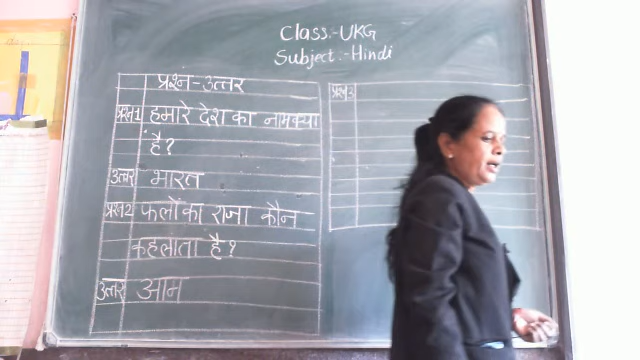 Class:-UKG
Subject:-Hindi
प्रश्न-उत्तर
प्रश्न1 हमारे देश का नाम क्या
है?
उत्तर भारत
प्रश्न2 फलों का राजा कौन
कहलाता है?
उत्तर आम
प्रश्न3